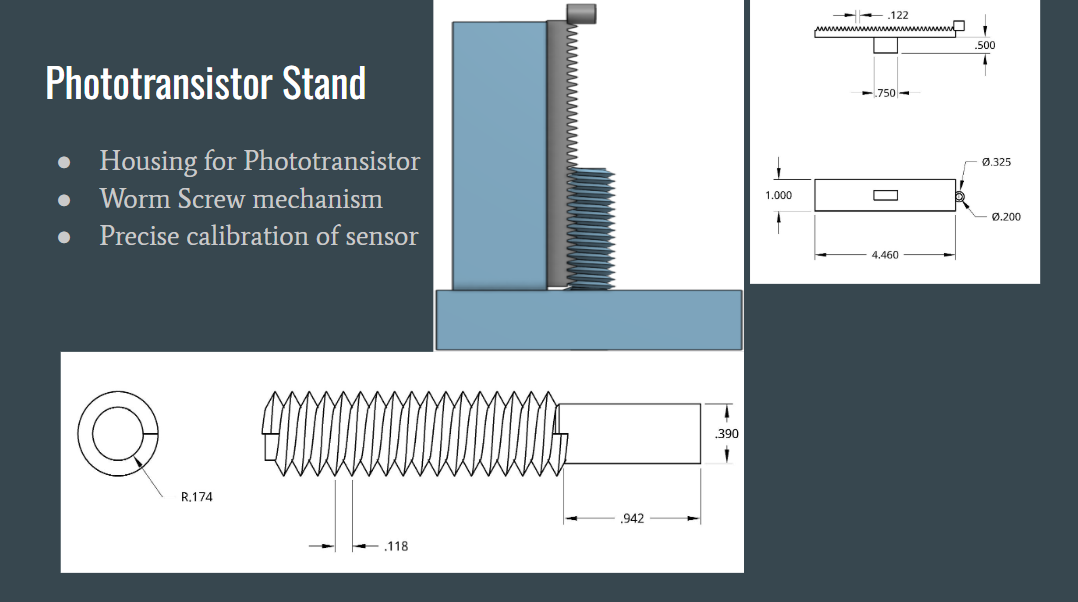 Phototransistor Stand
● Housing for Phototransistor
● Worm Screw mechanism
● Precise calibration of sensor
.122
.500
.750
Ø.325
1.000
Ø.200
4.460
.390
R.174
.942
.118